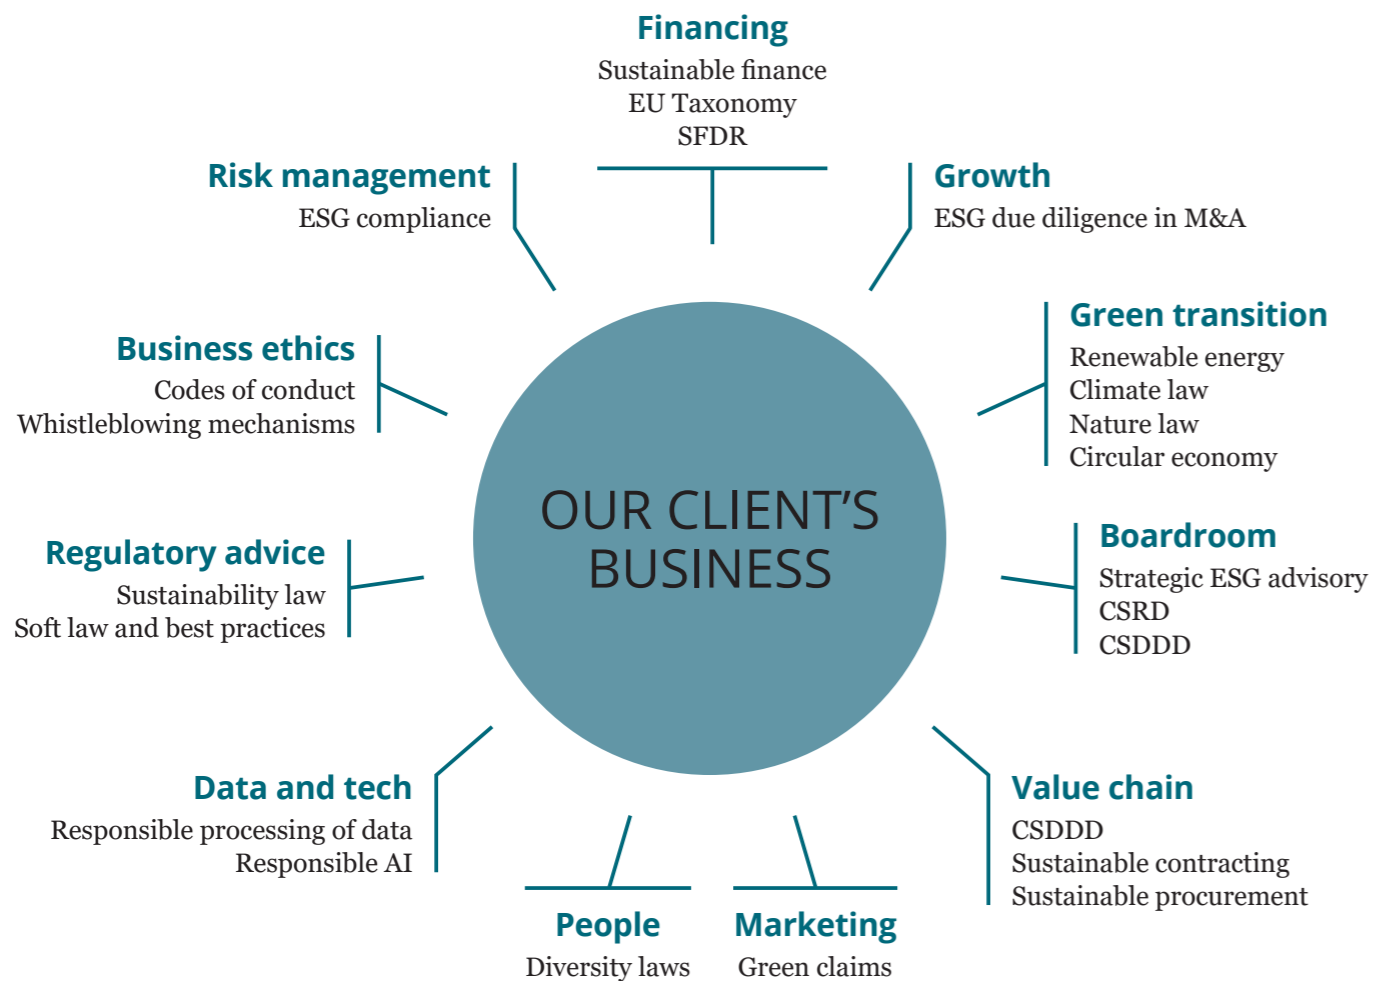 Financing
Sustainable finance
EU Taxonomy
SFDR
Growth
ESG due diligence in M&A
Green transition
Renewable energy
Climate law
Nature law
Circular economy
Boardroom
Strategic ESG advisory
CSRD
CSDDD
Value chain
CSDDD
Sustainable contracting
Sustainable procurement
Marketing
Green claims
People
Diversity laws
Data and tech
Responsible processing of data
Responsible AI
Regulatory advice
Sustainability law
Soft law and best practices
Business ethics
Codes of conduct
Whistleblowing mechanisms
Risk management
ESG compliance
OUR CLIENT’S
BUSINESS